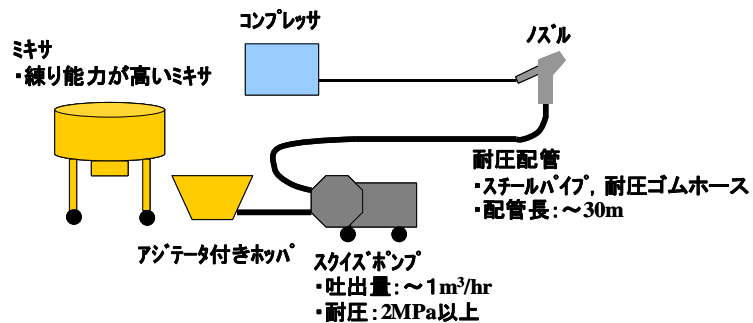 コンプレッサ
ノズル
ミキサ
・練り能力が高いミキサ
耐圧配管
・スチールパイプ，耐圧ゴムホース
・配管長：～30m
アジテータ付きホッパ
スクイズポンプ
・吐出量：～1m³/hr
・耐圧：2MPa以上